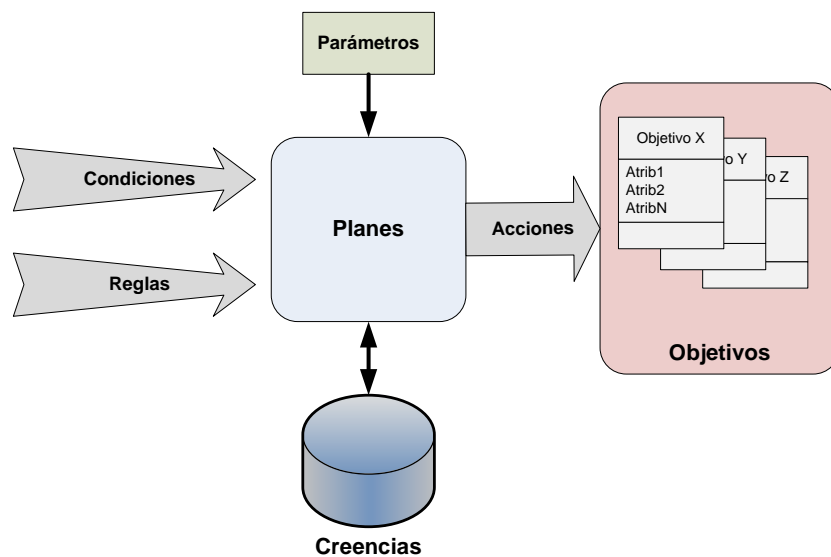 Parámetros
Condiciones
Reglas
Planes
Acciones
Objetivo X
Atrib1
Atrib2
AtribN
o Y
o Z
Objetivos
Creencias